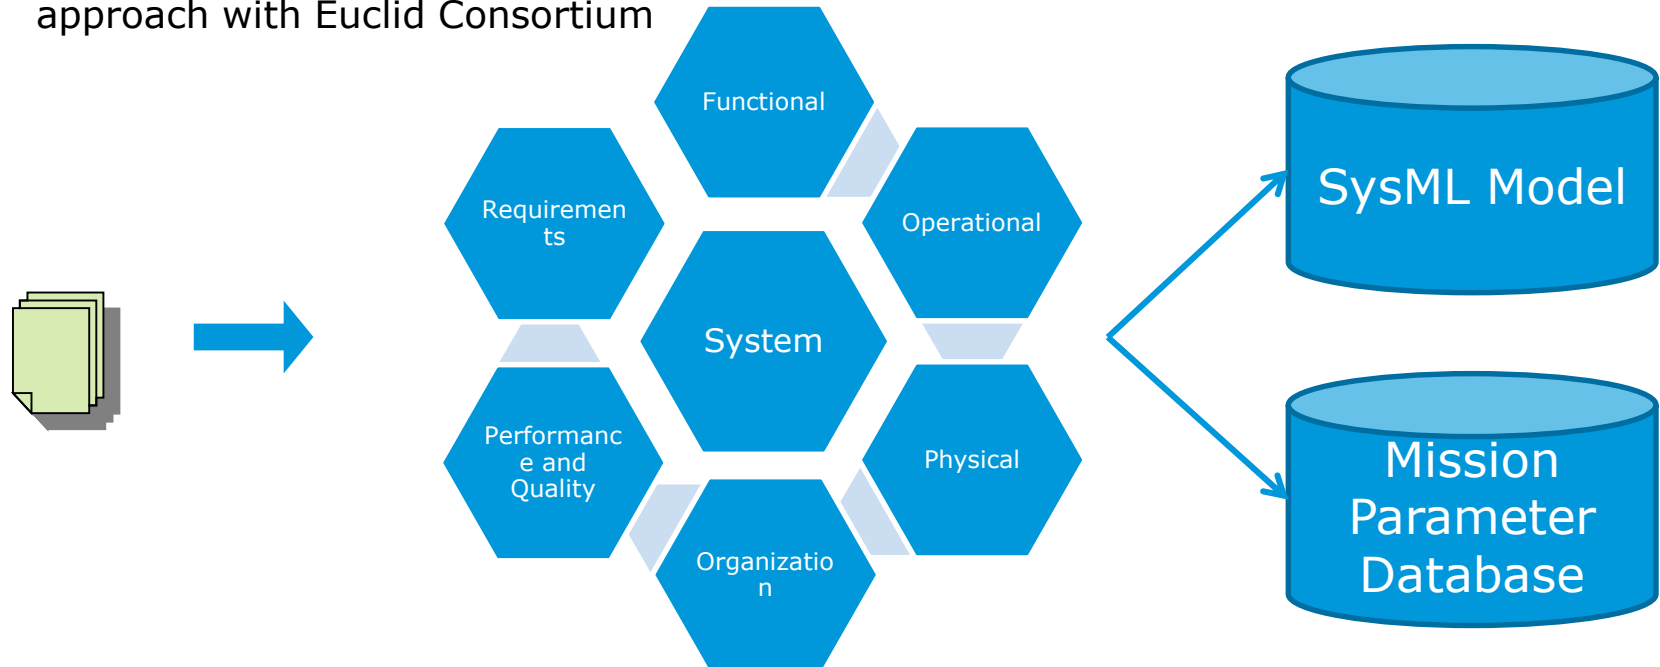 approach with Euclid Consortium
Functional
Requiremen
ts
Operational
System
Performanc
e and
Quality
Physical
Organizatio
n
SysML Model
Mission
Parameter
Database